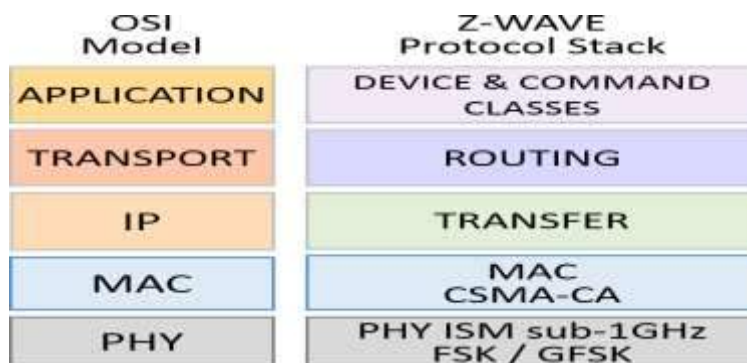 OSI
Model
Z-WAVE
Protocol Stack
APPLICATION
DEVICE & COMMAND
CLASSES
TRANSPORT
ROUTING
IP
TRANSFER
MAC
MAC
CSMA-CA
PHY
PHY ISM sub-1GHz
FSK / GFSK